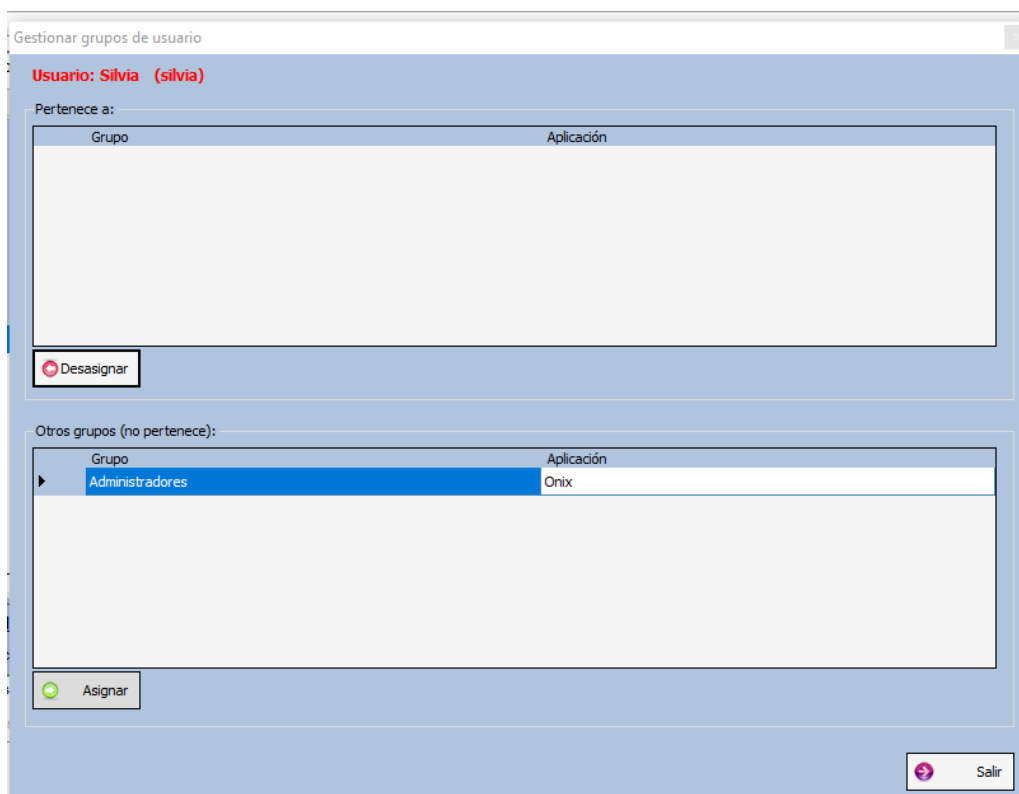 Gestionar grupos de usuario
Usuario: Silvia (silvia)
Pertenece a:
Grupo Aplicación
Desasignar
Otros grupos (no pertenece):
Grupo Aplicación
Administradores Onix
Asignar
Salir